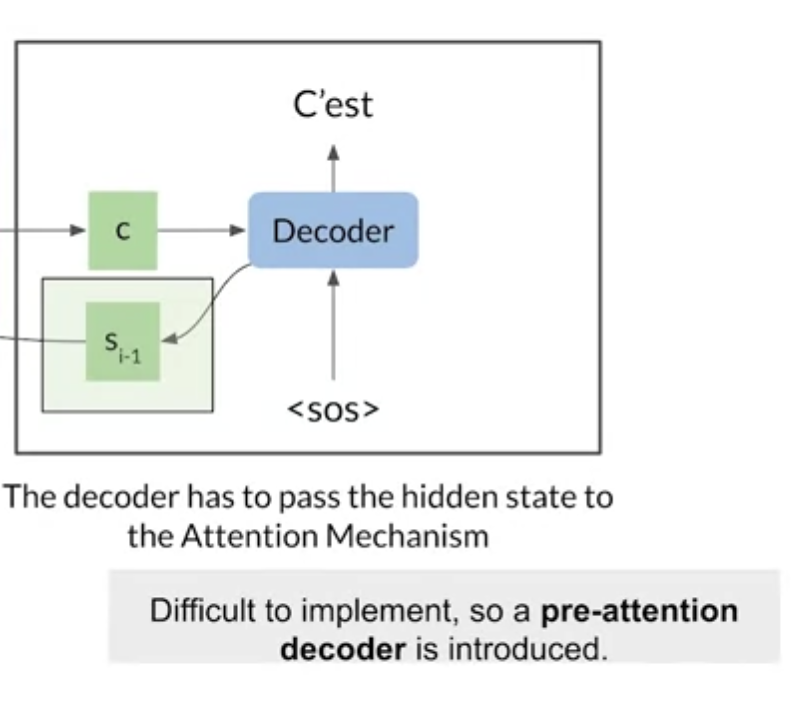 C’est
c
Decoder
s i-1
<sos>
The decoder has to pass the hidden state to
the Attention Mechanism
Difficult to implement, so a pre-attention
decoder is introduced.